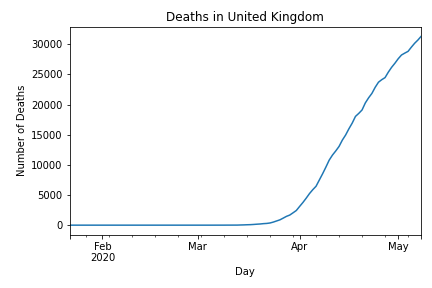 Deaths in United Kingdom
Number of Deaths
30000
25000
20000
15000
10000
5000
0
Feb
2020
Mar
Apr
May
Day